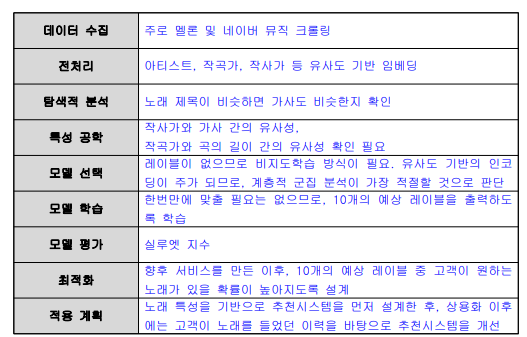 데이터 수집
주로 멜론 및 네이버 뮤직 크롤링
전처리
아티스트, 작곡가, 작사가 등 유사도 기반 임베딩
탐색적 분석
노래 제목이 비슷하면 가사도 비슷한지 확인
특성 공학
작사가와 가사 간의 유사성,
작곡가와 곡의 길이 간의 유사성 확인 필요
모델 선택
레이블이 없으므로 비지도학습 방식이 필요. 유사도 기반의 인코
딩이 주가 되므로, 계층적 군집 분석이 가장 적절할 것으로 판단
모델 학습
한번만에 맞출 필요는 없으므로, 10개의 예상 레이블을 출력하도
록 학습
모델 평가
실루엣 지수
최적화
향후 서비스를 만든 이후, 10개의 예상 레이블 중 고객이 원하는
노래가 있을 확률이 높아지도록 설계
적용 계획
노래 특성을 기반으로 추천시스템을 먼저 설계한 후, 상용화 이후
에는 고객이 노래를 들었던 이력을 바탕으로 추천시스템을 개선